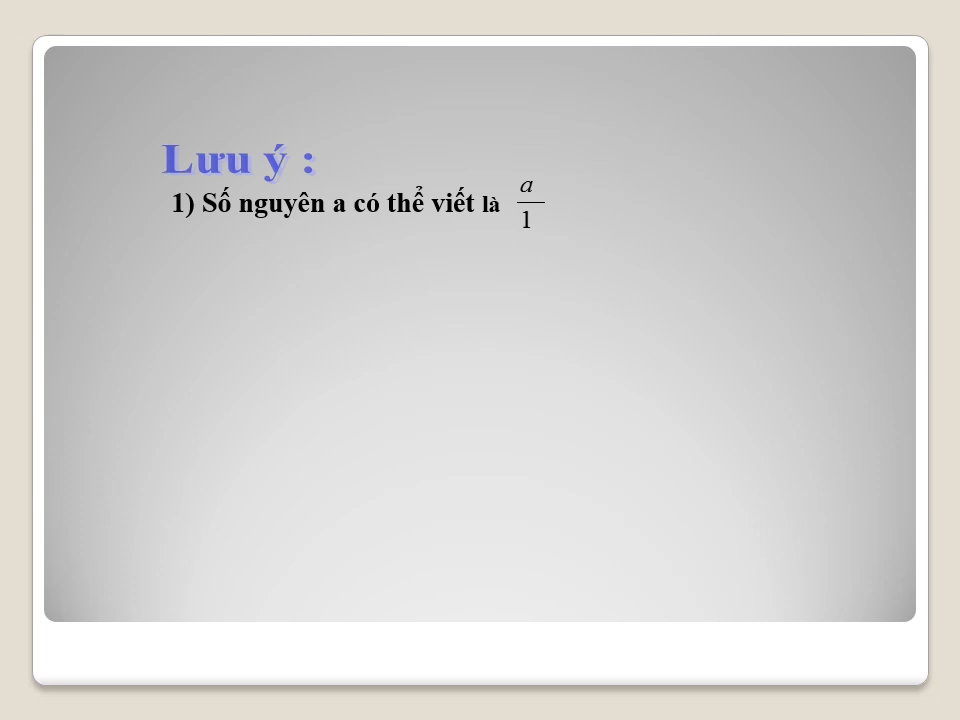 Lưu ý :
1) Số nguyên a có thể viết là a/1